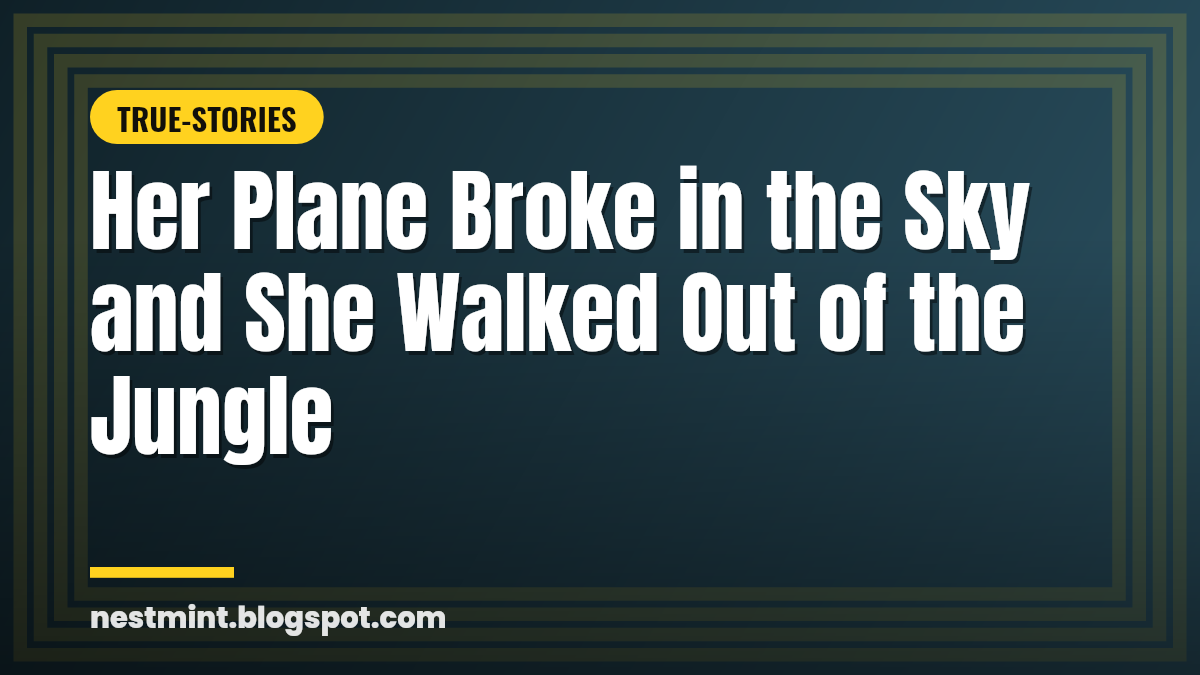 TRUE-STORIES
Her Plane Broke in the Sky
and She Walked Out of the
Jungle
nestmint.blogspot.com